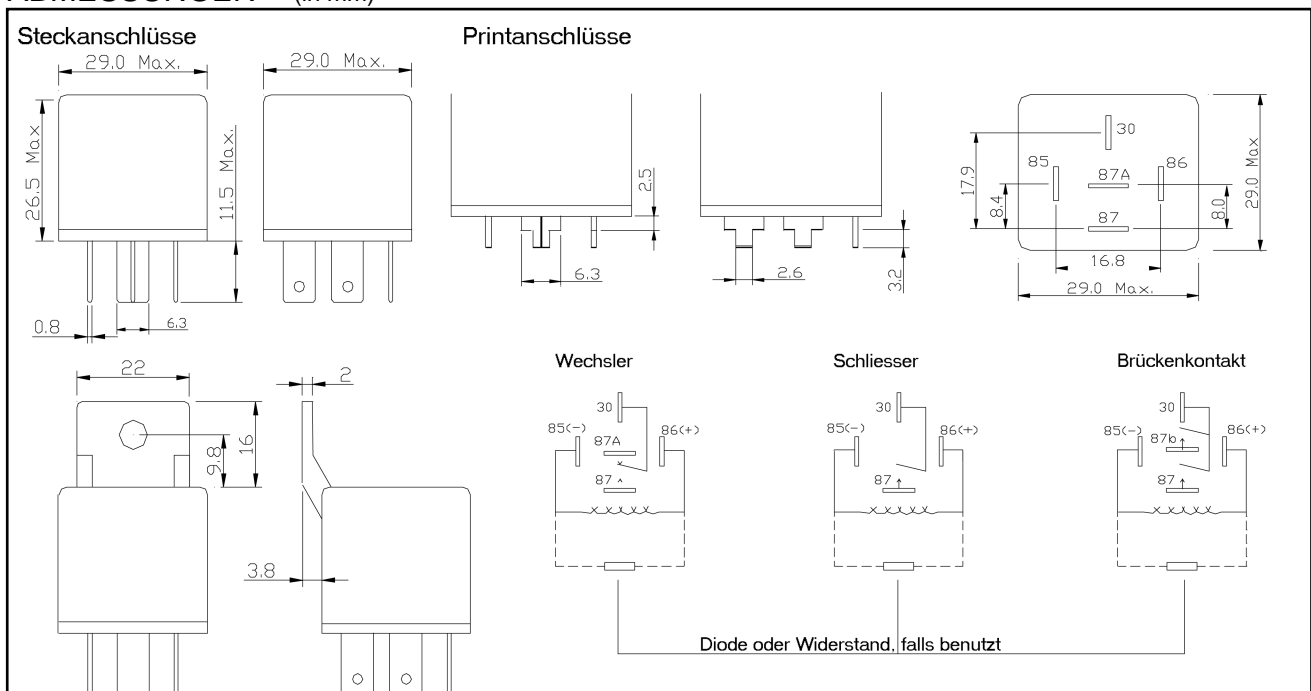 Steckanschlüsse
Printanschlüsse
29.0 Max.
29.0 Max.
26.5 Max
11.5 Max.
0.8
6.3
2.5
6.3
2.6
3.2
30
85
86
87A
87
17.9
8.4
8.0
29.0 Max
16.8
29.0 Max.
22
9.8
16
2
3.8
Wechsler
30
85(-)
86(+)
87A
87
Schliesser
30
85(-)
86(+)
87
Brückenkontakt
30
85(-)
86(+)
87b
87
Diode oder Widerstand, falls benutzt